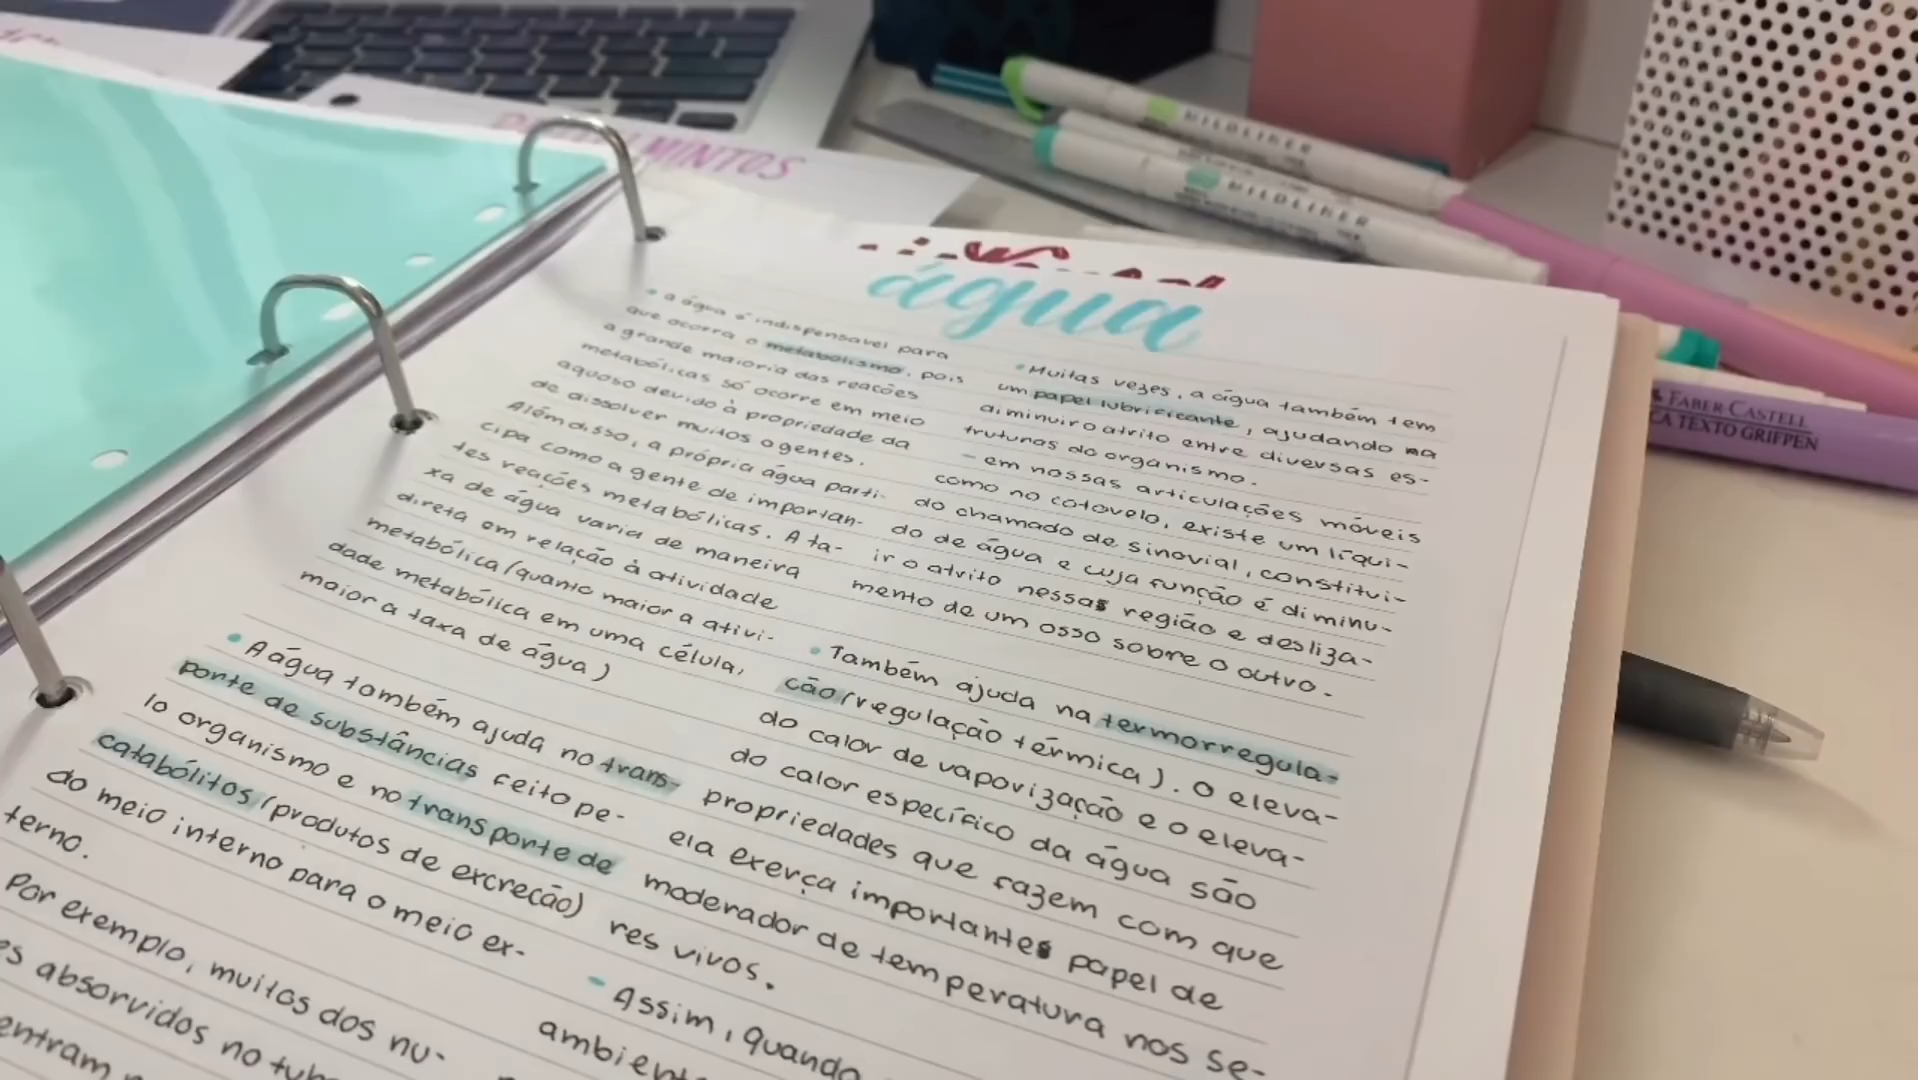 MILDLINER
MILDLINER
FABER CASTELL
TEXTO GRIFPEN
água
a água é indispensável para
que ocorra o metabolismo, pois
a grande maioria das reações
metabólicas só ocorre em meio
aquoso devido à propriedade da
de dissolver muitos agentes.
Além disso, a própria água parti-
cipa como agente de importan-
tes reações metabólicas. A ta-
xa de água varia de maneira
direta em relação à atividade
metabólica (quanto maior a ativi-
dade metabólica em uma célula,
maior a taxa de água)
• A água também ajuda no trans-
porte de substâncias feito pe-
lo organismo e no transporte de
catabólitos (produtos de excreção)
do meio interno para o meio ex-
terno.
Por exemplo, muitos dos nu-
es absorvidos no tub
entram
• Muitas vezes, a água também tem
um papel lubrificante, ajudando na
diminuir o atrito entre diversas es-
truturas do organismo.
- em nossas articulações móveis
como no cotovelo, existe um líqui-
do chamado de sinovial, constituí-
do de água e cuja função é diminu-
ir o atrito nessas região e desliza-
mento de um osso sobre o outro.
• Também ajuda na termorregula-
ção (regulação térmica). O eleva-
do calor de vaporização e o eleva-
do calor específico da água são
propriedades que fazem com que
ela exerça importantes papel de
moderador de temperatura nos se-
res vivos.
- Assim, quando
ambient